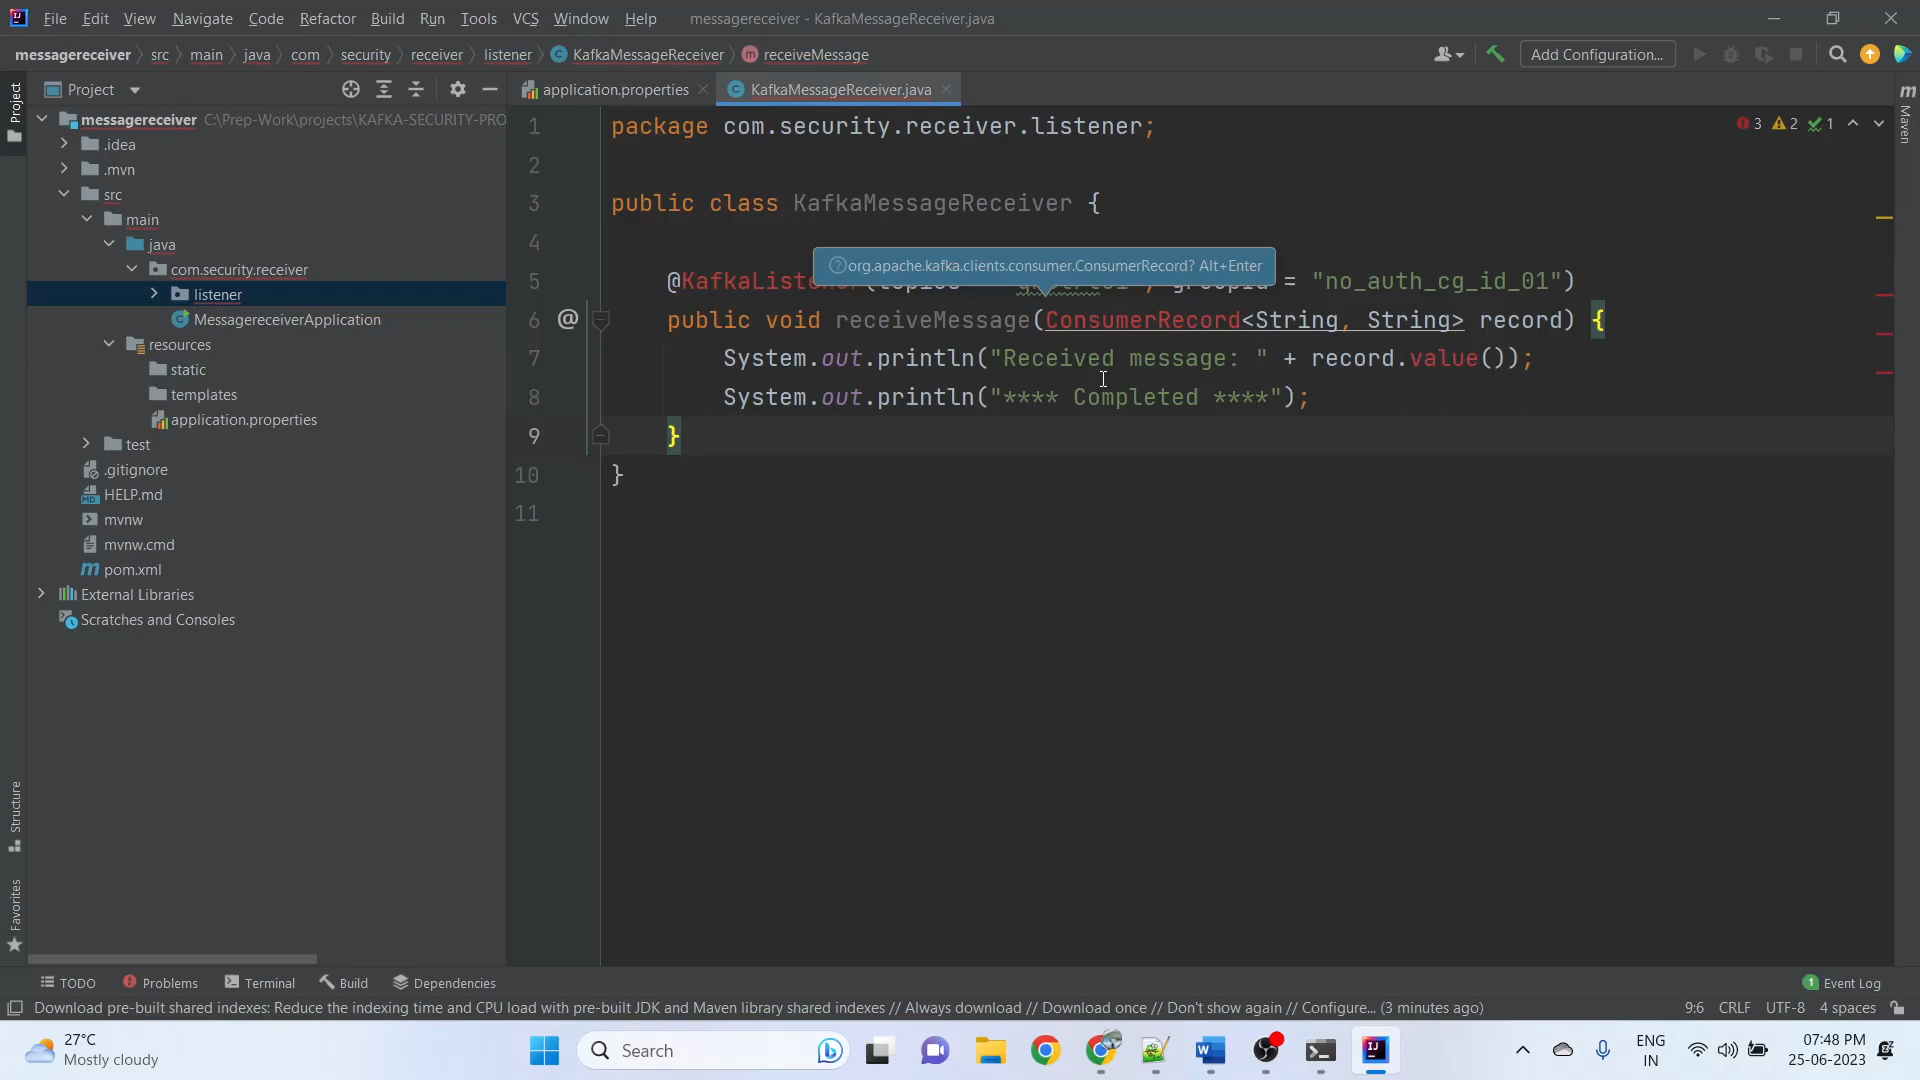 File Edit View Navigate Code Refactor Build Run Tools VCS Window Help messagereceiver - KafkaMessageReceiver.java
messagereceiver src main java com security receiver listener KafkaMessageReceiver receiveMessage Add Configuration...
Project
application.properties KafkaMessageReceiver.java
messagereceiver C:\Prep-Work\projects\KAFKA-SECURITY-PRO
.idea
.mvn
src
main
java
com.security.receiver
listener
MessagereceiverApplication
resources
static
templates
application.properties
test
.gitignore
HELP.md
mvnw
mvnw.cmd
pom.xml
External Libraries
Scratches and Consoles
Project
Structure
Favorites
1 package com.security.receiver.listener;
2
3 public class KafkaMessageReceiver {
4
org.apache.kafka.clients.consumer.ConsumerRecord? Alt+Enter
5 = "no_auth_cg_id_01")
6 public void receiveMessage(ConsumerRecord<String, String> record) {
7 System.out.println("Received message: " + record.value());
8 System.out.println("**** Completed ****");
9 }
10 }
11
3 2 1
Maven
TODO Problems Terminal Build Dependencies 1 Event Log
Download pre-built shared indexes: Reduce the indexing time and CPU load with pre-built JDK and Maven library shared indexes // Always download // Download once // Don't show again // Configure... (3 minutes ago) 9:6 CRLF UTF-8 4 spaces
27°C
Mostly cloudy
Search
ENG
IN
07:48 PM
25-06-2023